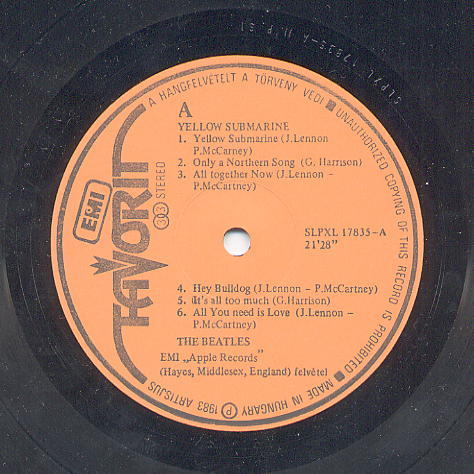 SLPXL 17835-A
A HANGFELVÉTELT A TÖRVÉNY VÉDI ■ UNAUTHORIZED COPYING OF THIS RECORD IS PROHIBITED ■ MADE IN HUNGARY
Ⓟ 1983 ARTISJUS
EMI
FAVORIT
STEREO
A
YELLOW SUBMARINE
1. Yellow Submarine (J.Lennon
P.McCarney)
2. Only a Northern Song (G. Harrison)
3. All together Now (J.Lennon –
P.McCartney)
SLPXL 17835-A
21'28"
4. Hey Bulldog (J.Lennon – P.McCartney)
5. It's all too much (G.Harrison)
6. All You need is Love (J.Lennon –
P.McCartney)
THE BEATLES
EMI „Apple Records"
(Hayes, Middlesex, England) felvétel